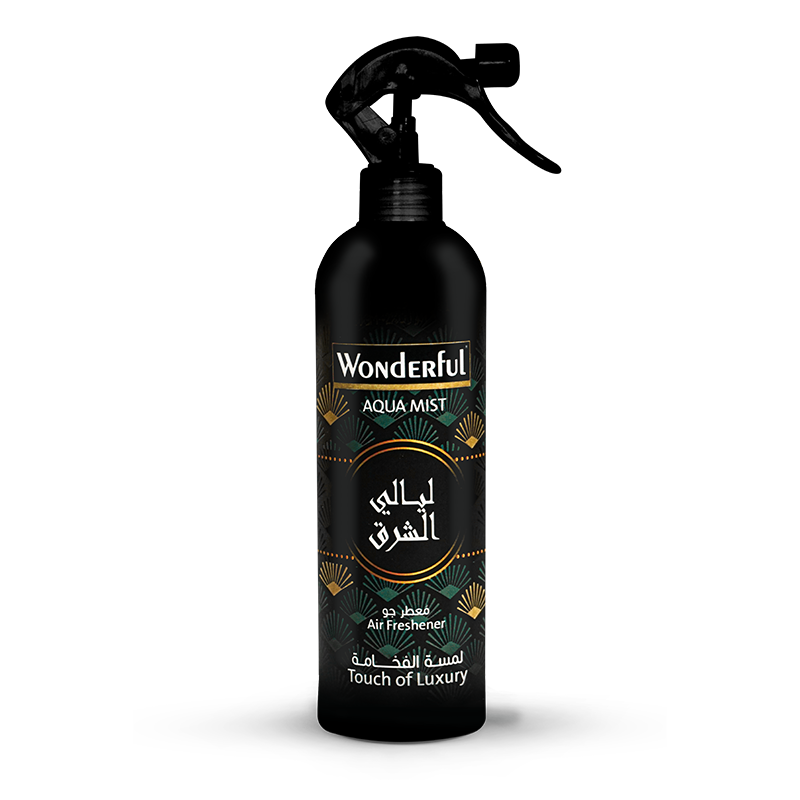 WONDERFUL
AQUA MIST
ليالي
الشرق
معطر جو
Air Freshener
لمسة الفخامة
Touch of Luxury